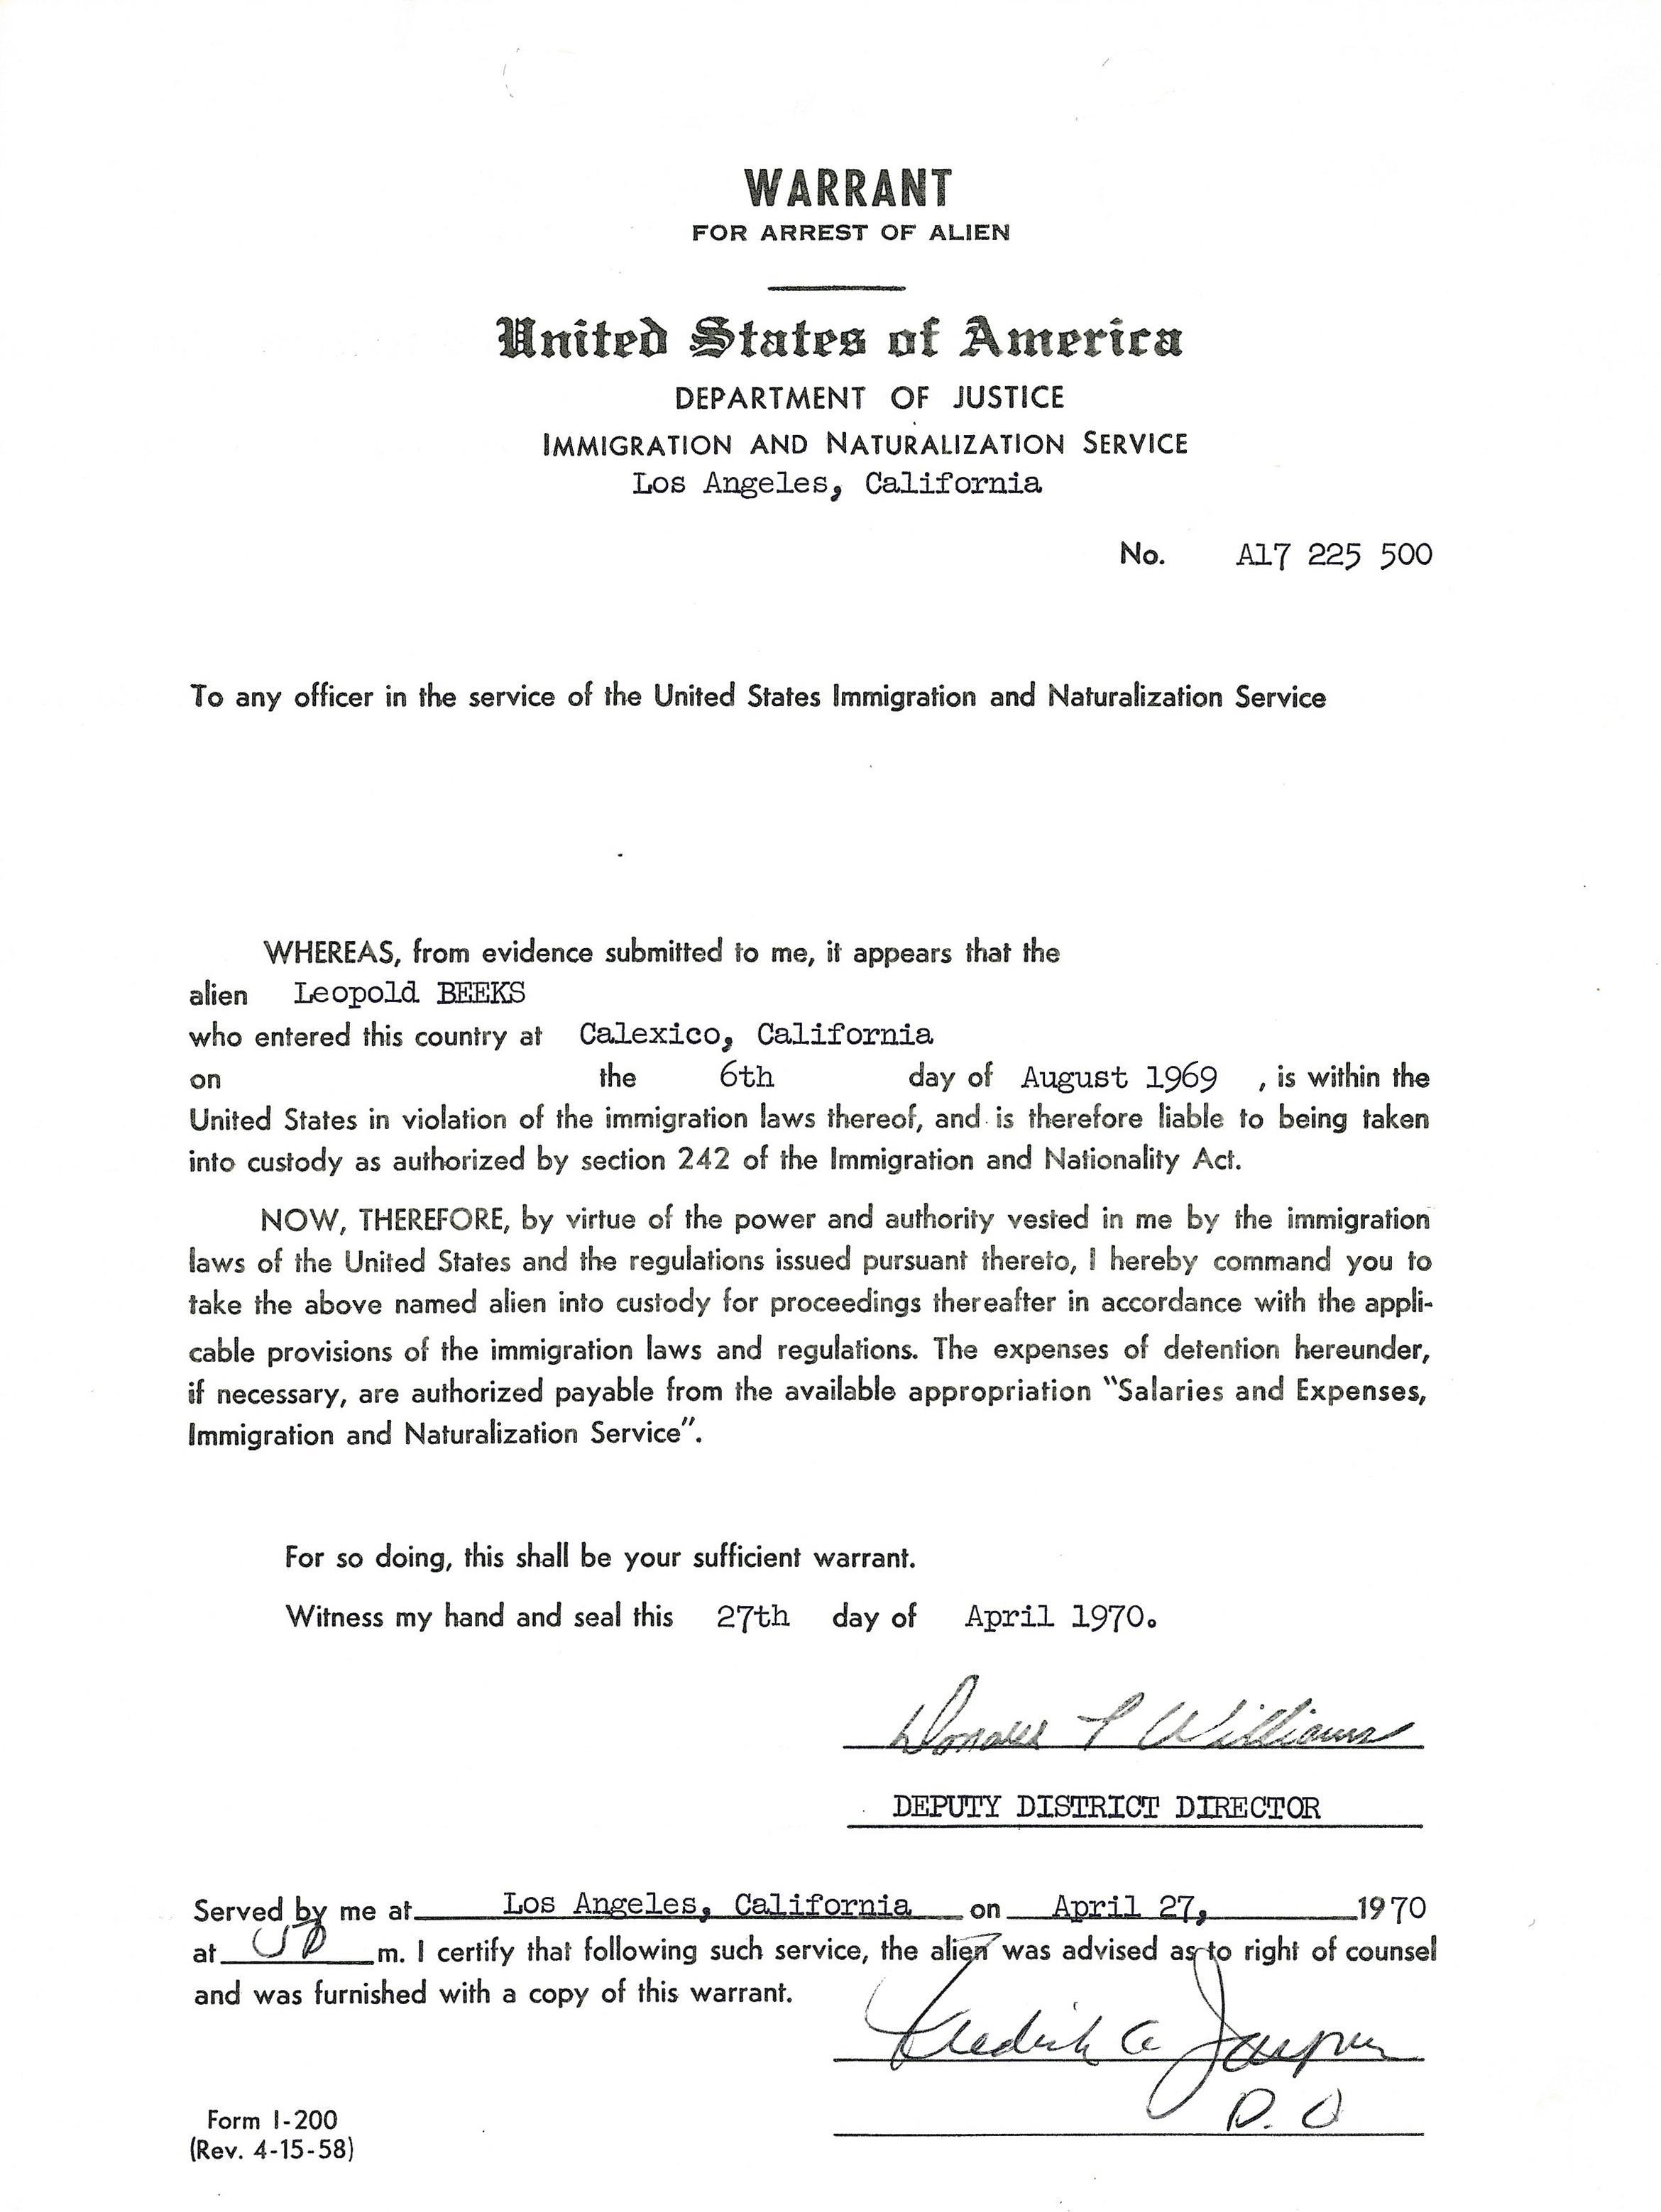 WARRANT
FOR ARREST OF ALIEN
United States of America
DEPARTMENT OF JUSTICE
IMMIGRATION AND NATURALIZATION SERVICE
Los Angeles, California
No. A17 225 500
To any officer in the service of the United States Immigration and Naturalization Service
WHEREAS, from evidence submitted to me, it appears that the
alien Leopold BEEKS
who entered this country at Calexico, California
on the 6th day of August 1969 , is within the
United States in violation of the immigration laws thereof, and is therefore liable to being taken
into custody as authorized by section 242 of the Immigration and Nationality Act.
NOW, THEREFORE, by virtue of the power and authority vested in me by the immigration
laws of the United States and the regulations issued pursuant thereto, I hereby command you to
take the above named alien into custody for proceedings thereafter in accordance with the appli-
cable provisions of the immigration laws and regulations. The expenses of detention hereunder,
if necessary, are authorized payable from the available appropriation "Salaries and Expenses,
Immigration and Naturalization Service".
For so doing, this shall be your sufficient warrant.
Witness my hand and seal this 27th day of April 1970.
Donald T Williams
DEPUTY DISTRICT DIRECTOR
Served by me at Los Angeles, California on April 27, 1970
at m. I certify that following such service, the alien was advised as to right of counsel
and was furnished with a copy of this warrant.
D. O
Form I-200
(Rev. 4-15-58)